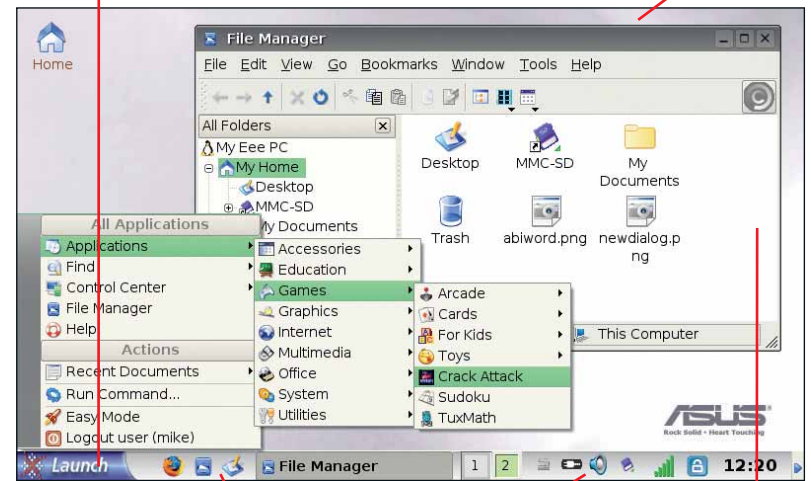 Home
File Manager
File Edit View Go Bookmarks Window Tools Help
All Folders
My Eee PC
My Home
Desktop
MMC-SD
My Documents
Desktop
MMC-SD
My
Documents
Trash
abiword.png
newdialog.p
ng
This Computer
All Applications
Applications
Find
Control Center
File Manager
Help
Actions
Recent Documents
Run Command...
Easy Mode
Logout user (mike)
Accessories
Education
Games
Graphics
Internet
Multimedia
Office
System
Utilities
Arcade
Cards
For Kids
Toys
Crack Attack
Sudoku
TuxMath
ASUS
Rock Solid • Heart Touching
Launch
File Manager
1 2
12:20